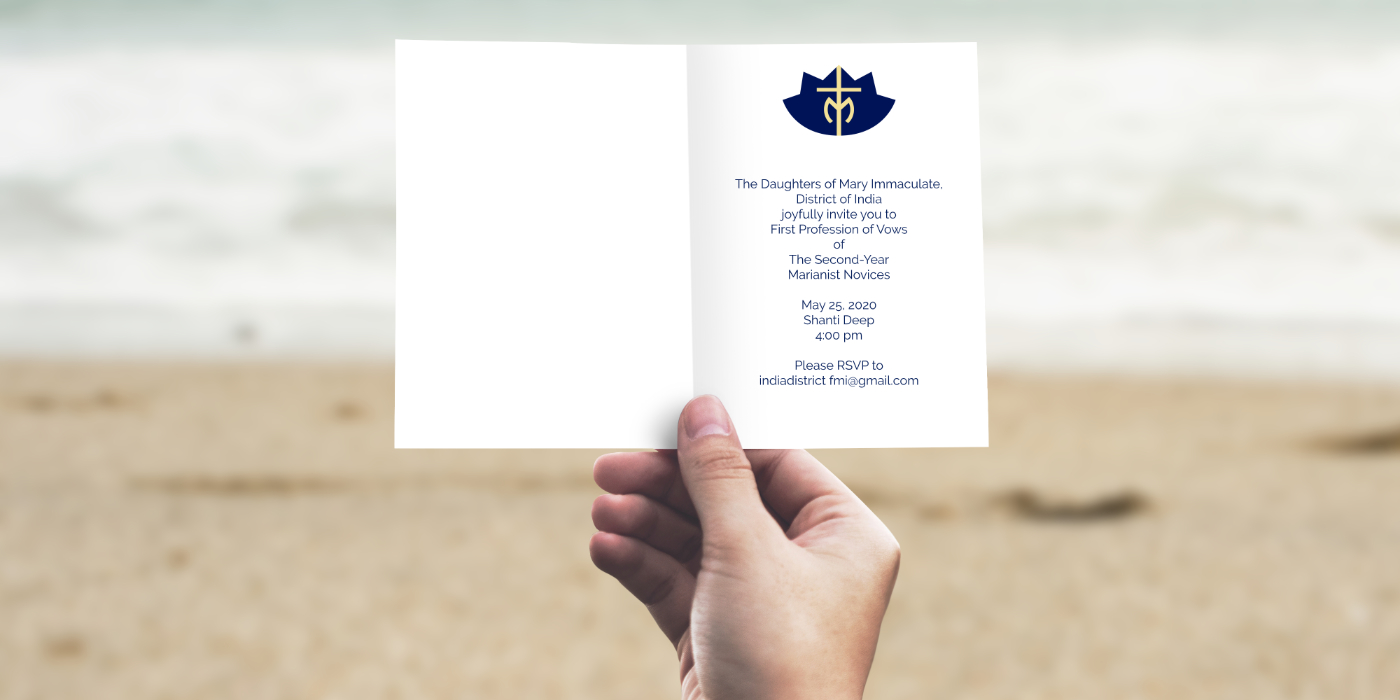 The Daughters of Mary Immaculate,
District of India
joyfully invite you to
First Profession of Vows
of
The Second-Year
Marianist Novices
May 25, 2020
Shanti Deep
4:00 pm
Please RSVP to
indiadistrict fmi@gmail.com